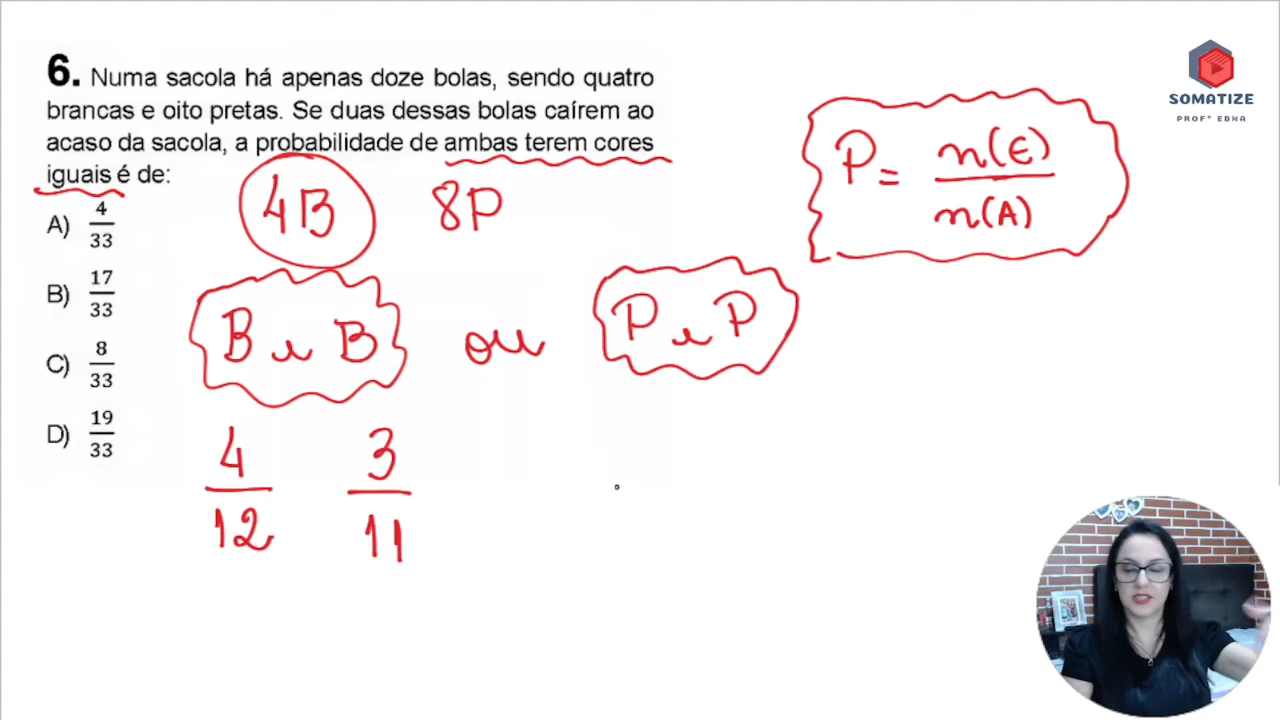 6. Numa sacola há apenas doze bolas, sendo quatro
brancas e oito pretas. Se duas dessas bolas caírem ao
acaso da sacola, a probabilidade de ambas terem cores
iguais é de:
A) 4/33
B) 17/33
C) 8/33
D) 19/33
4B 8P
B e B ou P e P
4/12 3/11
P = n(E)/n(A)
SOMATIZE
PROFª EDNA